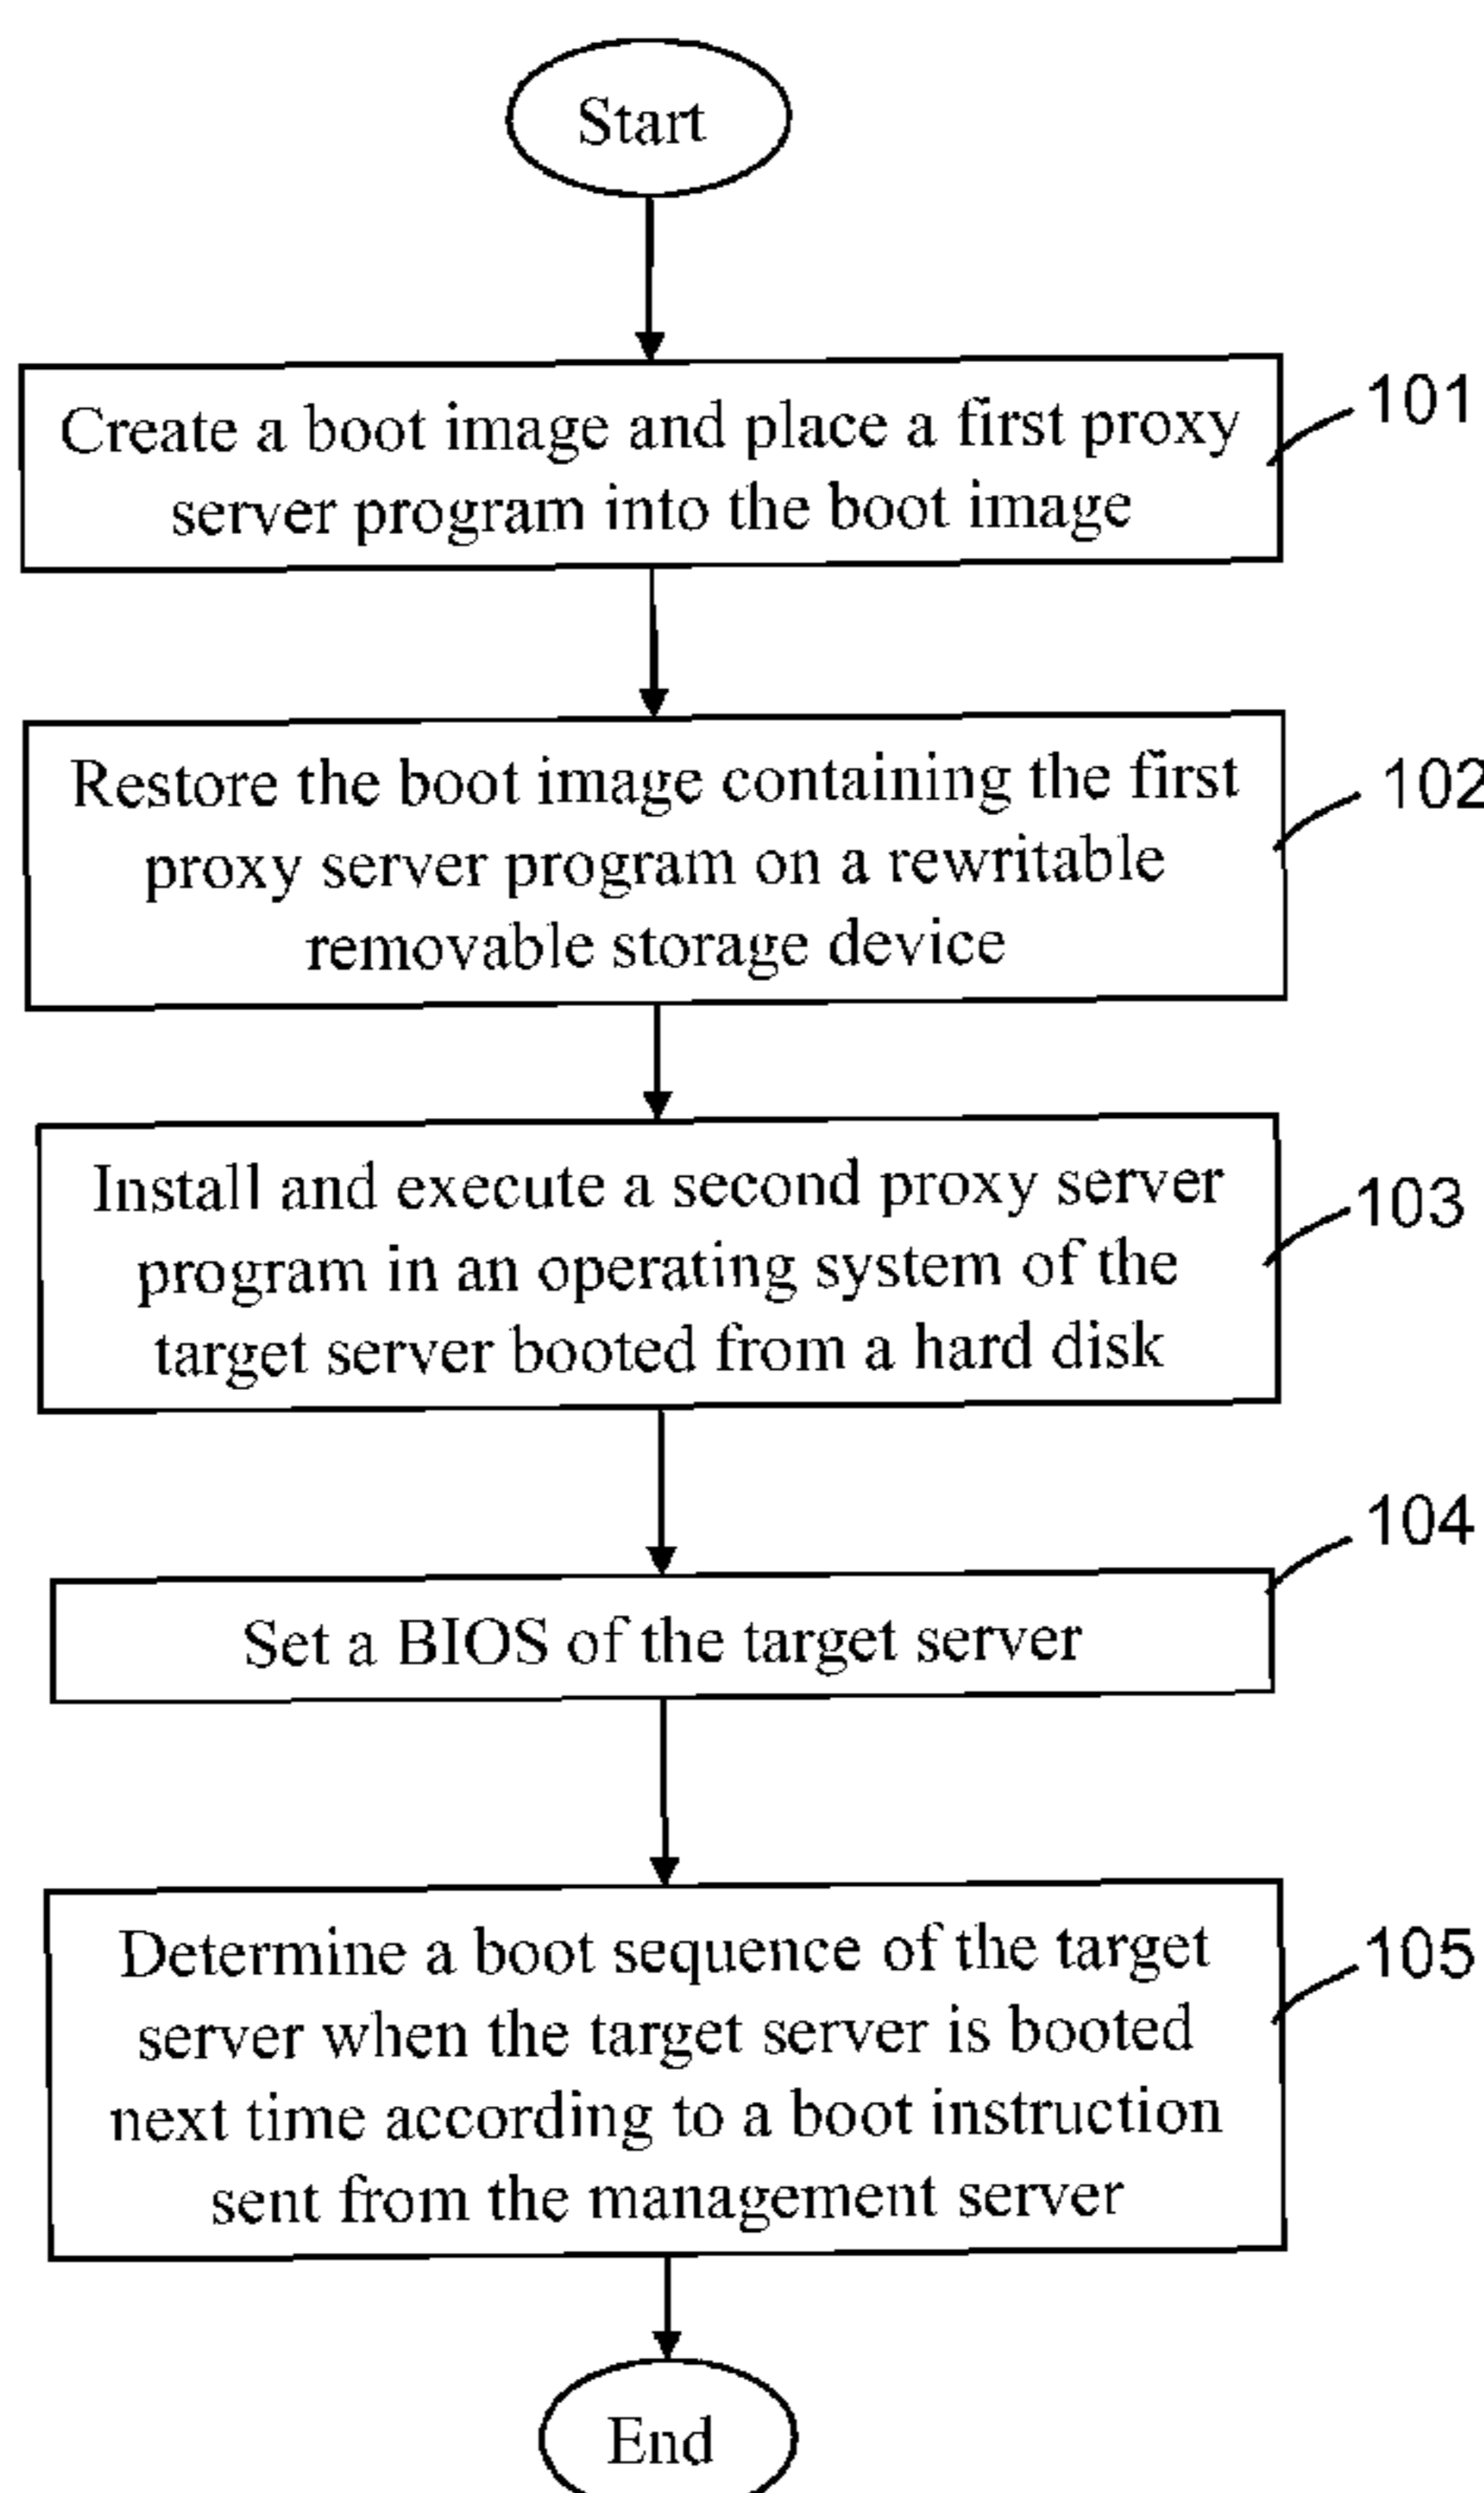 Start
Create a boot image and place a first proxy
server program into the boot image
101
Restore the boot image containing the first
proxy server program on a rewritable
removable storage device
102
Install and execute a second proxy server
program in an operating system of the
target server booted from a hard disk
103
Set a BIOS of the target server
104
Determine a boot sequence of the target
server when the target server is booted
next time according to a boot instruction
sent from the management server
105
End